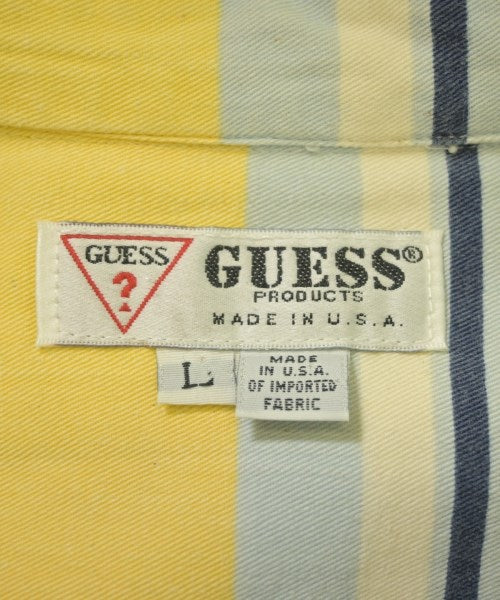 GUESS
?
GUESS®
PRODUCTS
MADE IN U.S.A.
L
MADE
IN U.S.A.
OF IMPORTED
FABRIC